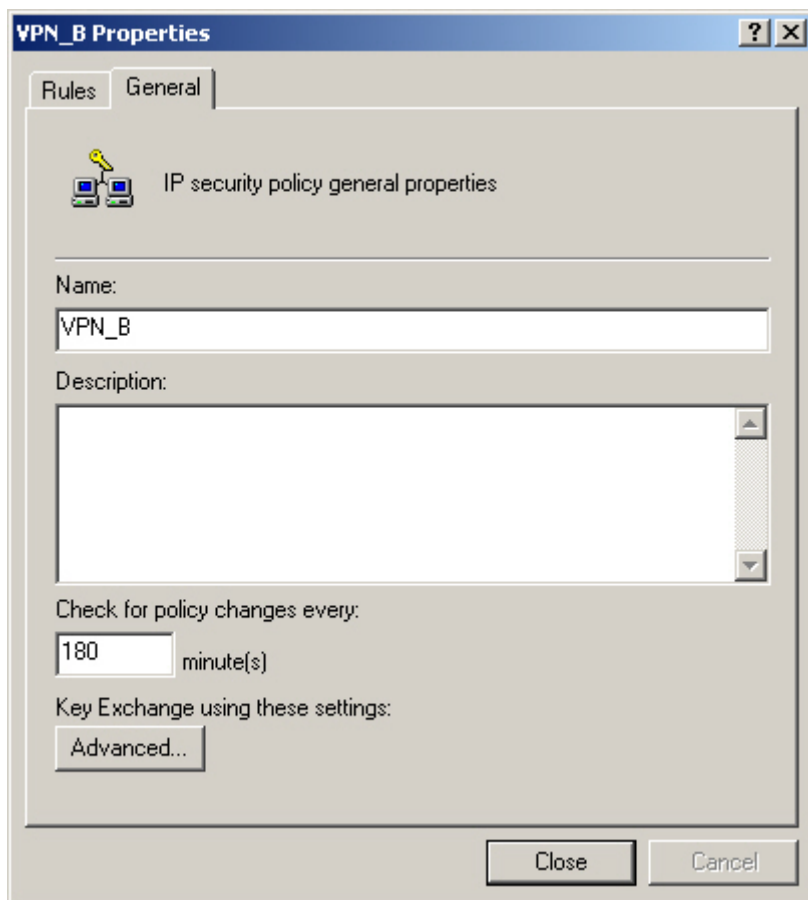 VPN_B Properties
Rules General
IP security policy general properties
Name:
VPN_B
Description:
Check for policy changes every:
180 minute(s)
Key Exchange using these settings:
Advanced...
Close Cancel